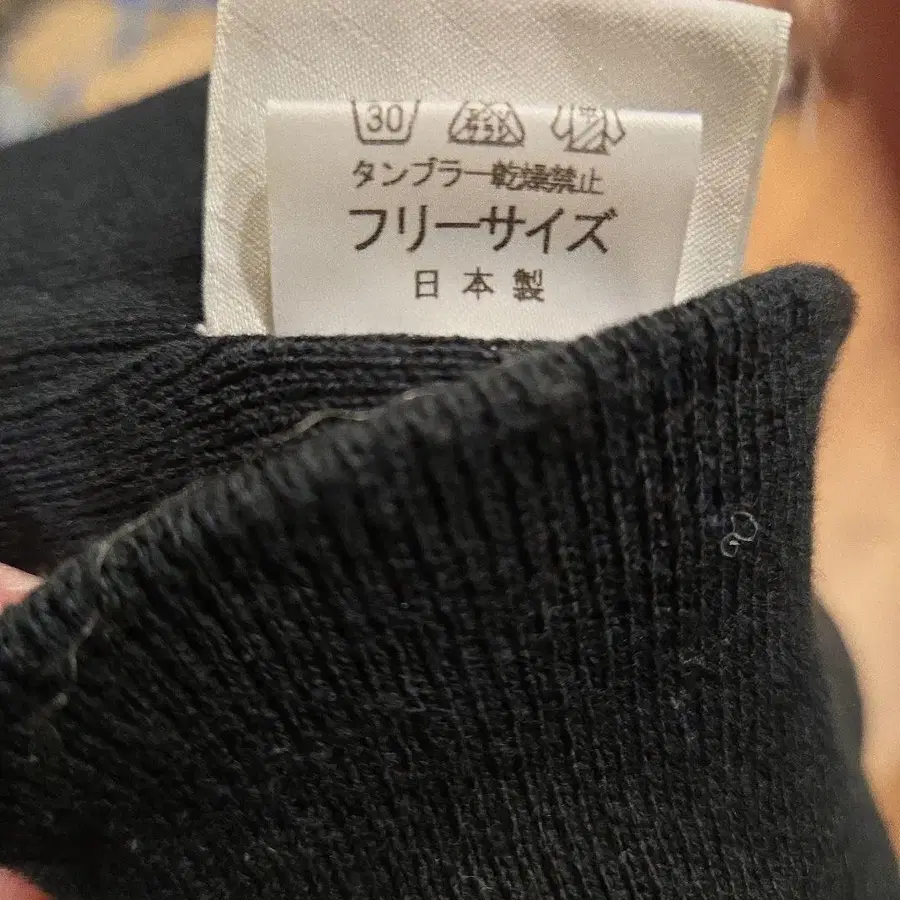 30
タンブラー乾燥禁止
フリーサイズ
日本製